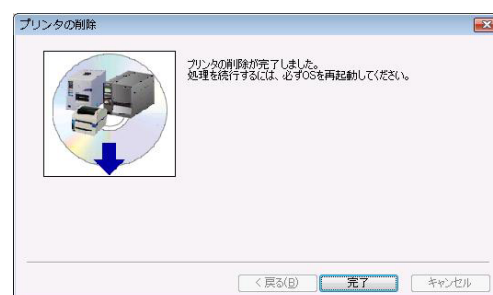 プリンタの削除
プリンタの削除が完了しました。
処理を続行するには、必ずOSを再起動してください。
< 戻る(B)
完了
キャンセル